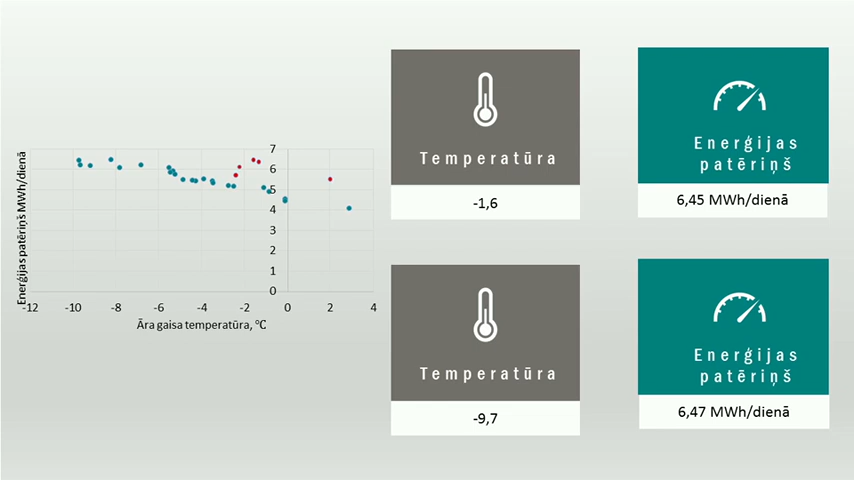 Temperatūra
-1,6
Enerģijas
patēriņš
6,45 MWh/dienā
Enerģijas patēriņš MWh/dienā
7
6
5
4
3
2
1
0
-12 -10 -8 -6 -4 -2 0 2 4
Āra gaisa temperatūra, °C
Temperatūra
-9,7
Enerģijas
patēriņš
6,47 MWh/dienā